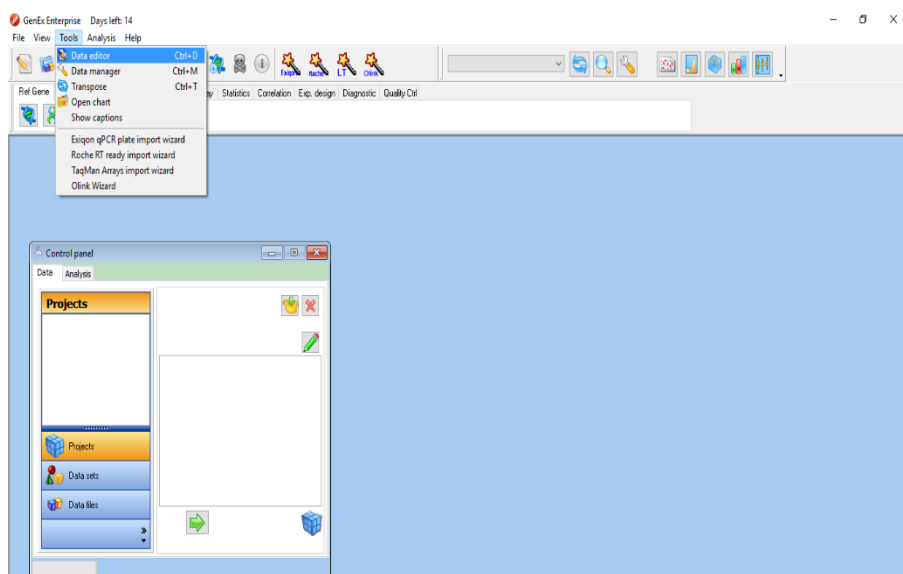 GenEx Enterprise Days left: 14
File View Tools Analysis Help
Data editor Ctrl+D
Data manager Ctrl+M
Transpose Ctrl+T
Open chart
Show captions
Exiqon qPCR plate import wizard
Roche RT ready import wizard
TaqMan Arrays import wizard
Olink Wizard
Exiqon Roche LT Olink
Ref Gene Statistics Correlation Exp. design Diagnostic Quality Ctrl
Control panel
Data Analysis
Projects
Projects
Data sets
Data files